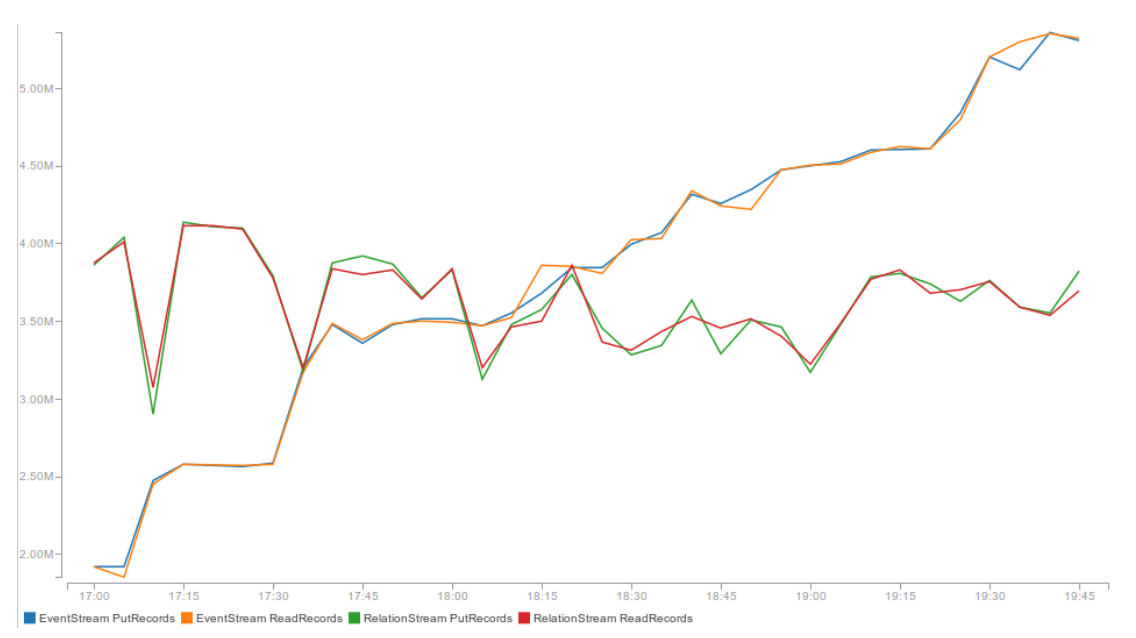 5.00M
4.50M
4.00M
3.50M
3.00M
2.50M
2.00M
17:00 17:15 17:30 17:45 18:00 18:15 18:30 18:45 19:00 19:15 19:30 19:45
EventStream PutRecords EventStream ReadRecords RelationStream PutRecords RelationStream ReadRecords